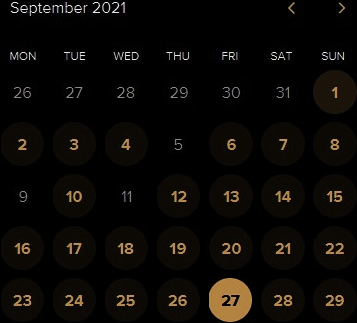 September 2021
MON TUE WED THU FRI SAT SUN
26 27 28 29 30 31 1
2 3 4 5 6 7 8
9 10 11 12 13 14 15
16 17 18 19 20 21 22
23 24 25 26 27 28 29